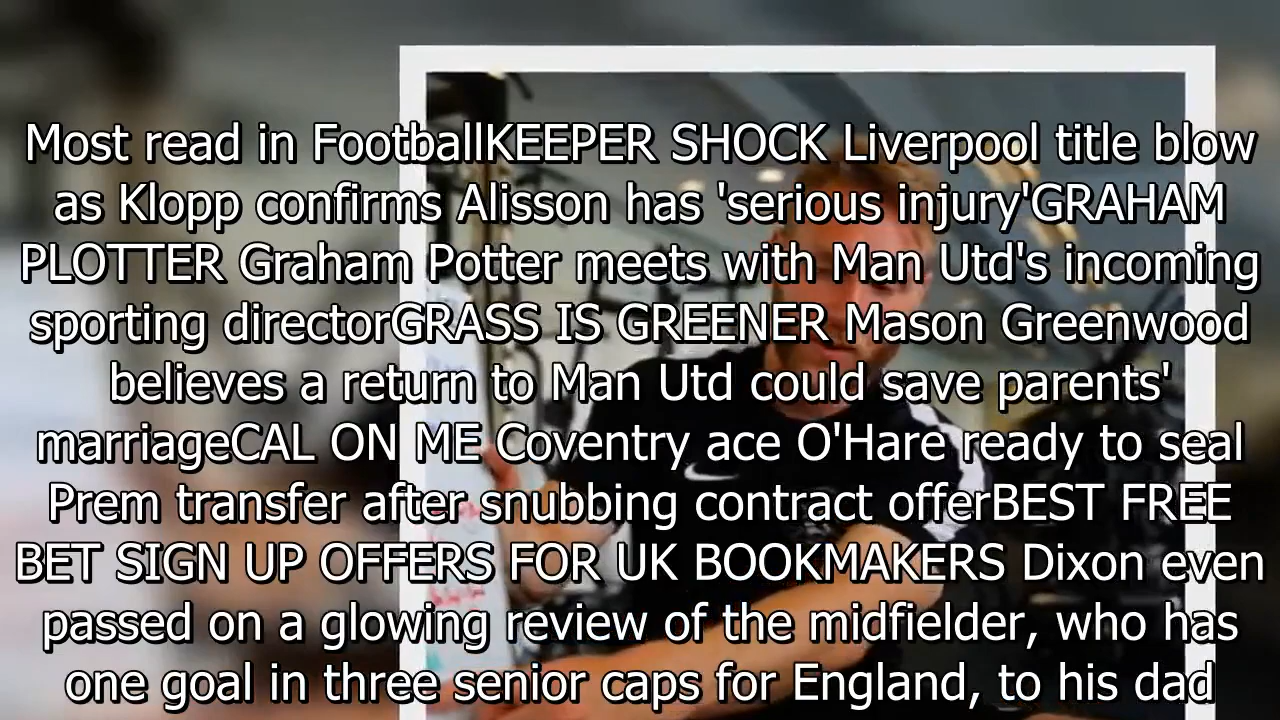 Most read in FootballKEEPER SHOCK Liverpool title blow
as Klopp confirms Alisson has 'serious injury'GRAHAM
PLOTTER Graham Potter meets with Man Utd's incoming
sporting directorGRASS IS GREENER Mason Greenwood
believes a return to Man Utd could save parents'
marriageCAL ON ME Coventry ace O'Hare ready to seal
Prem transfer after snubbing contract offerBEST FREE
BET SIGN UP OFFERS FOR UK BOOKMAKERS Dixon even
passed on a glowing review of the midfielder, who has
one goal in three senior caps for England, to his dad